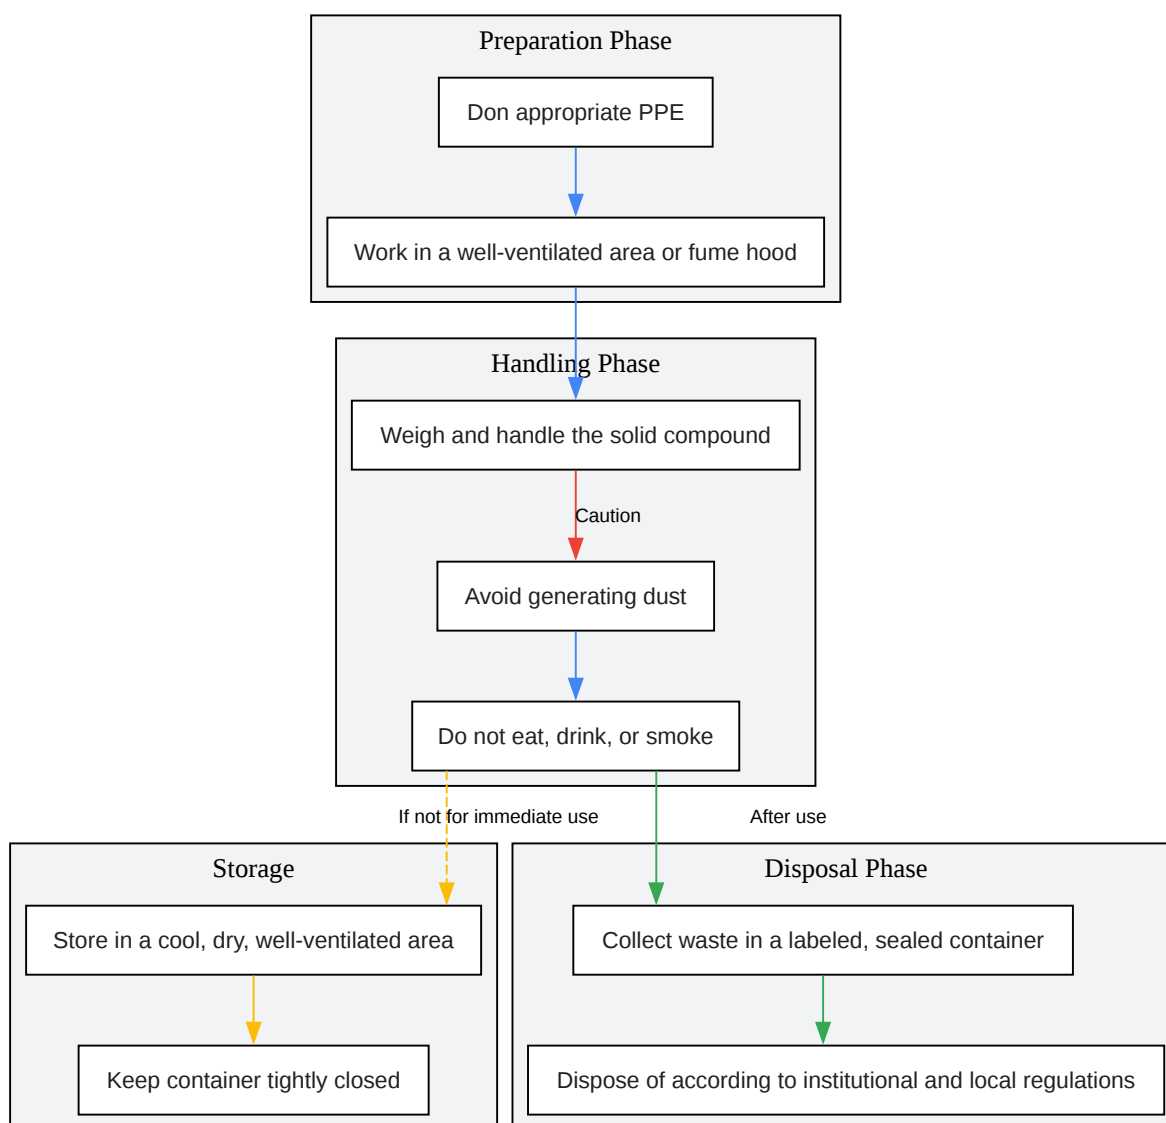 Preparation Phase
Don appropriate PPE
Work in a well-ventilated area or fume hood
Handling Phase
Weigh and handle the solid compound
Caution
Avoid generating dust
Do not eat, drink, or smoke
If not for immediate use
After use
Storage
Disposal Phase
Store in a cool, dry, well-ventilated area
Collect waste in a labeled, sealed container
Keep container tightly closed
Dispose of according to institutional and local regulations